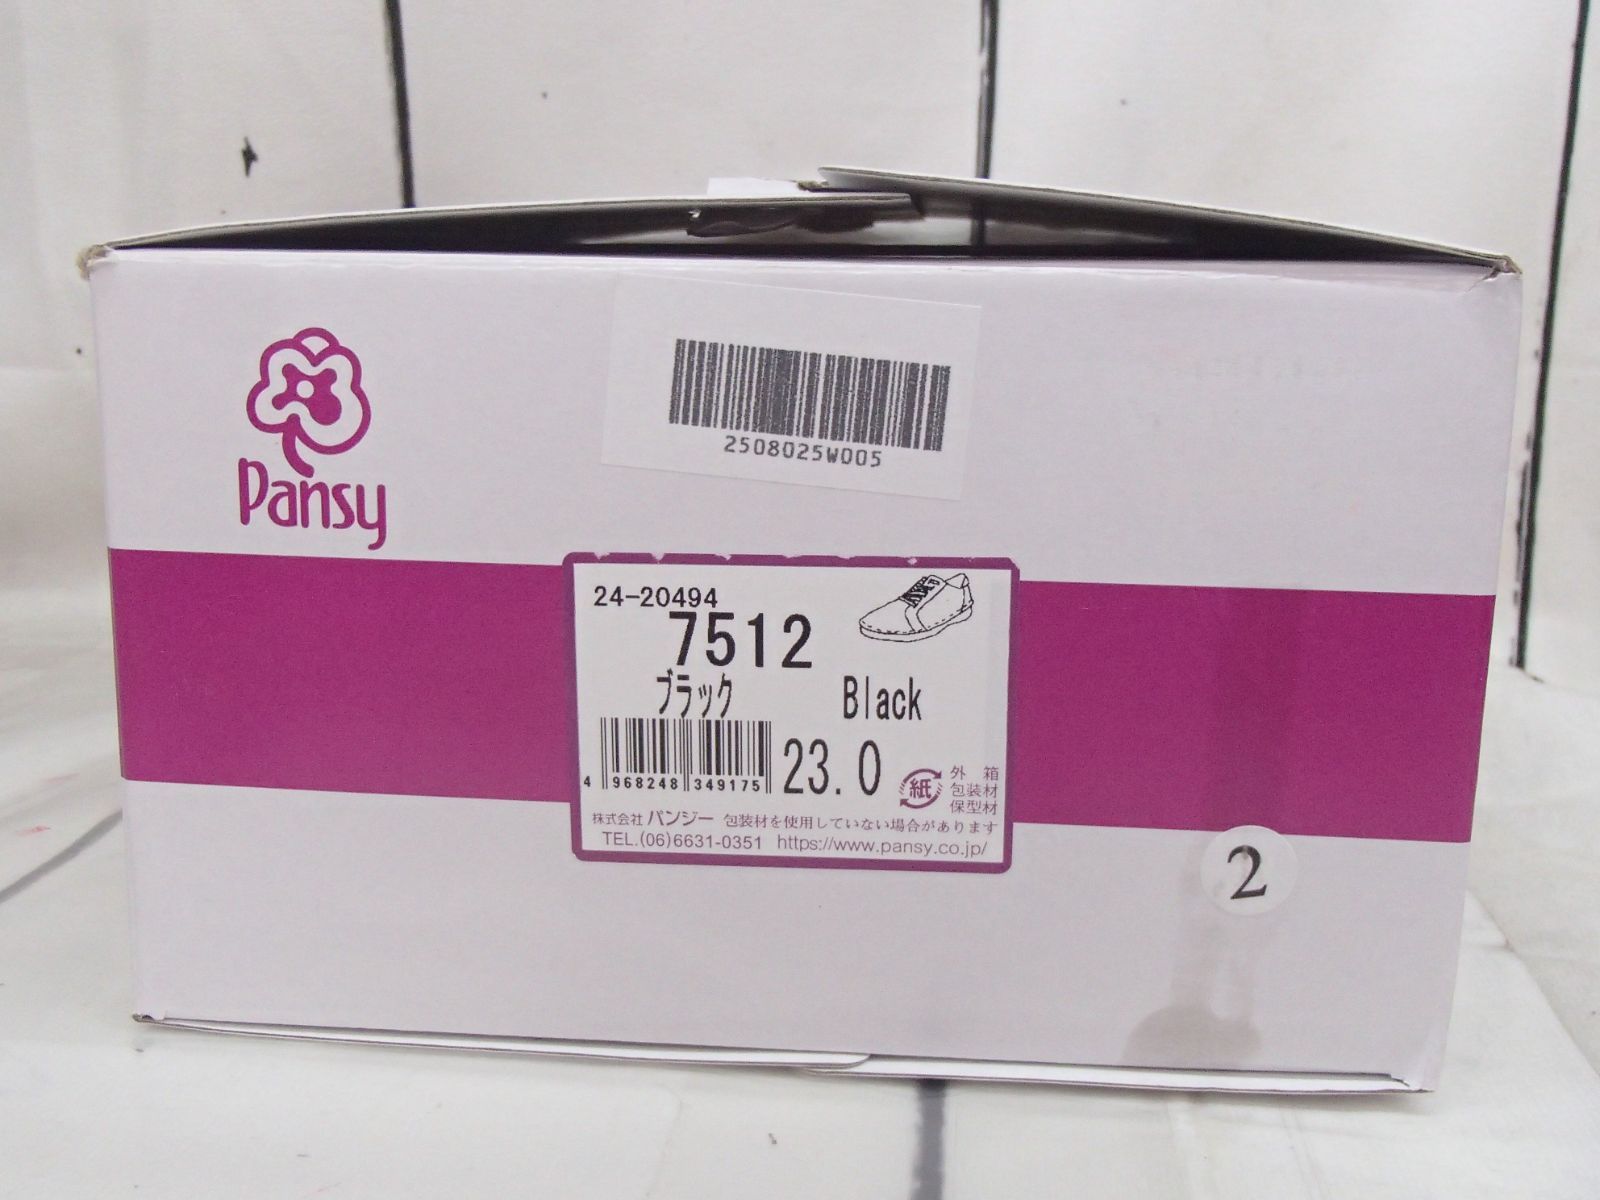 Pansy
2508025W005
24-20494
7512
ブラック Black
23.0
4 968248 349175
紙
外 箱
包装材
保型材
株式会社 パンジー 包装材を使用していない場合があります
TEL.(06)6631-0351 https://www.pansy.co.jp/
2